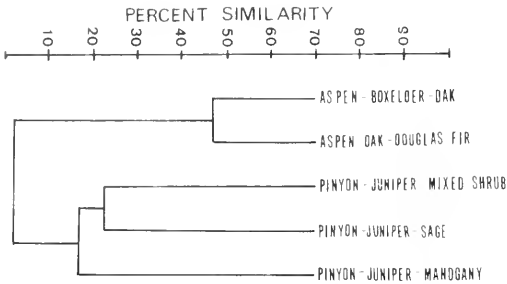 PERCENT SIMILARITY
10 20 30 40 50 60 70 80 90
ASPEN-BOXELDER-OAK
ASPEN OAK-DOUGLAS FIR
PINYON-JUNIPER MIXED SHRUB
PINYON-JUNIPER-SAGE
PINYON-JUNIPER-MAHOGANY